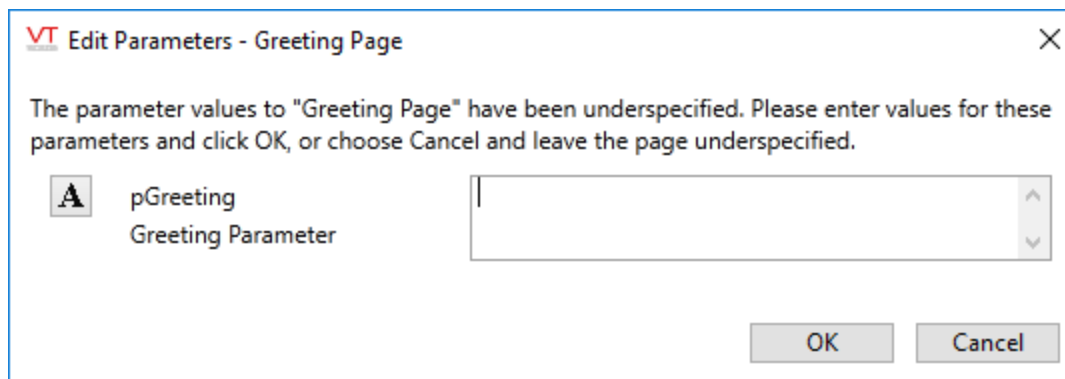 VT Edit Parameters - Greeting Page
The parameter values to "Greeting Page" have been underspecified. Please enter values for these
parameters and click OK, or choose Cancel and leave the page underspecified.
A pGreeting
Greeting Parameter
OK Cancel